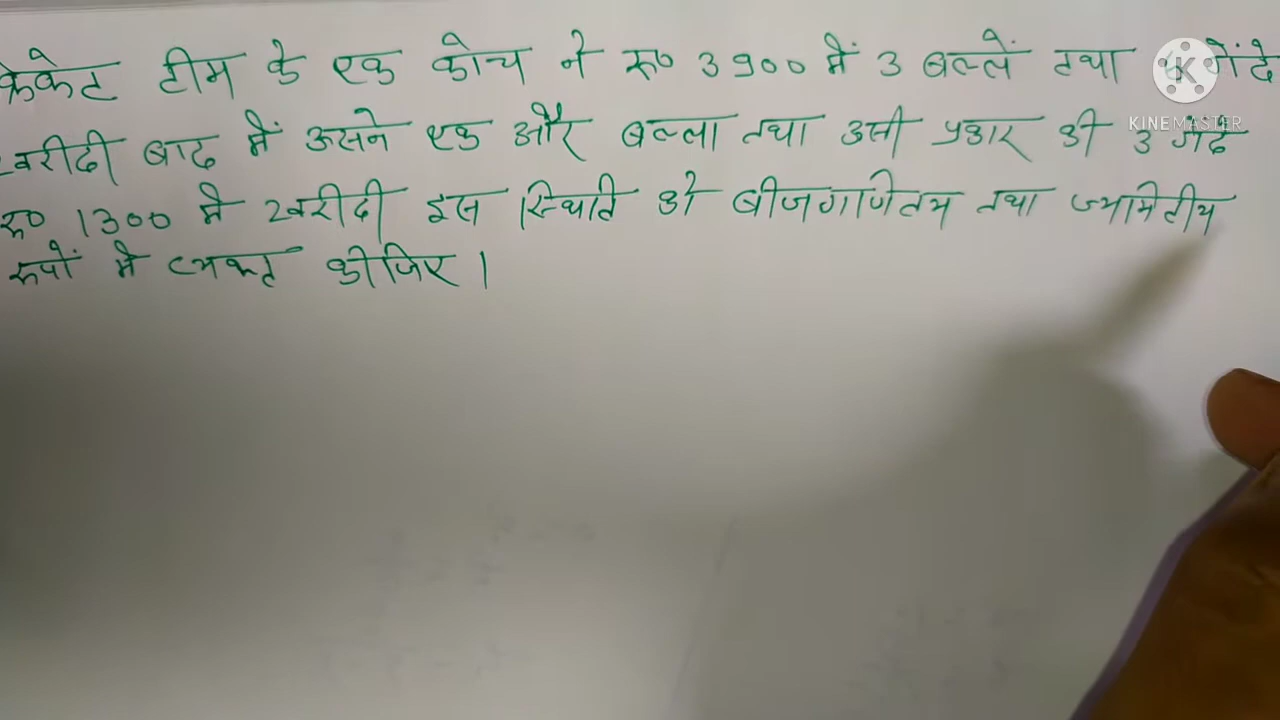 क्रिकेट टीम के एक कोच ने रू० 3900 में 3 बल्लें तथा गेंदे
खरीदी बाद में उसने एक और बल्ला तथा उसी प्रकार की 3 गेंदे
रू० 1300 में खरीदी इस स्थिति को बीजगणितिय तथा ज्यामितीय
रूपों में व्यक्त कीजिए।
KINEMASTER